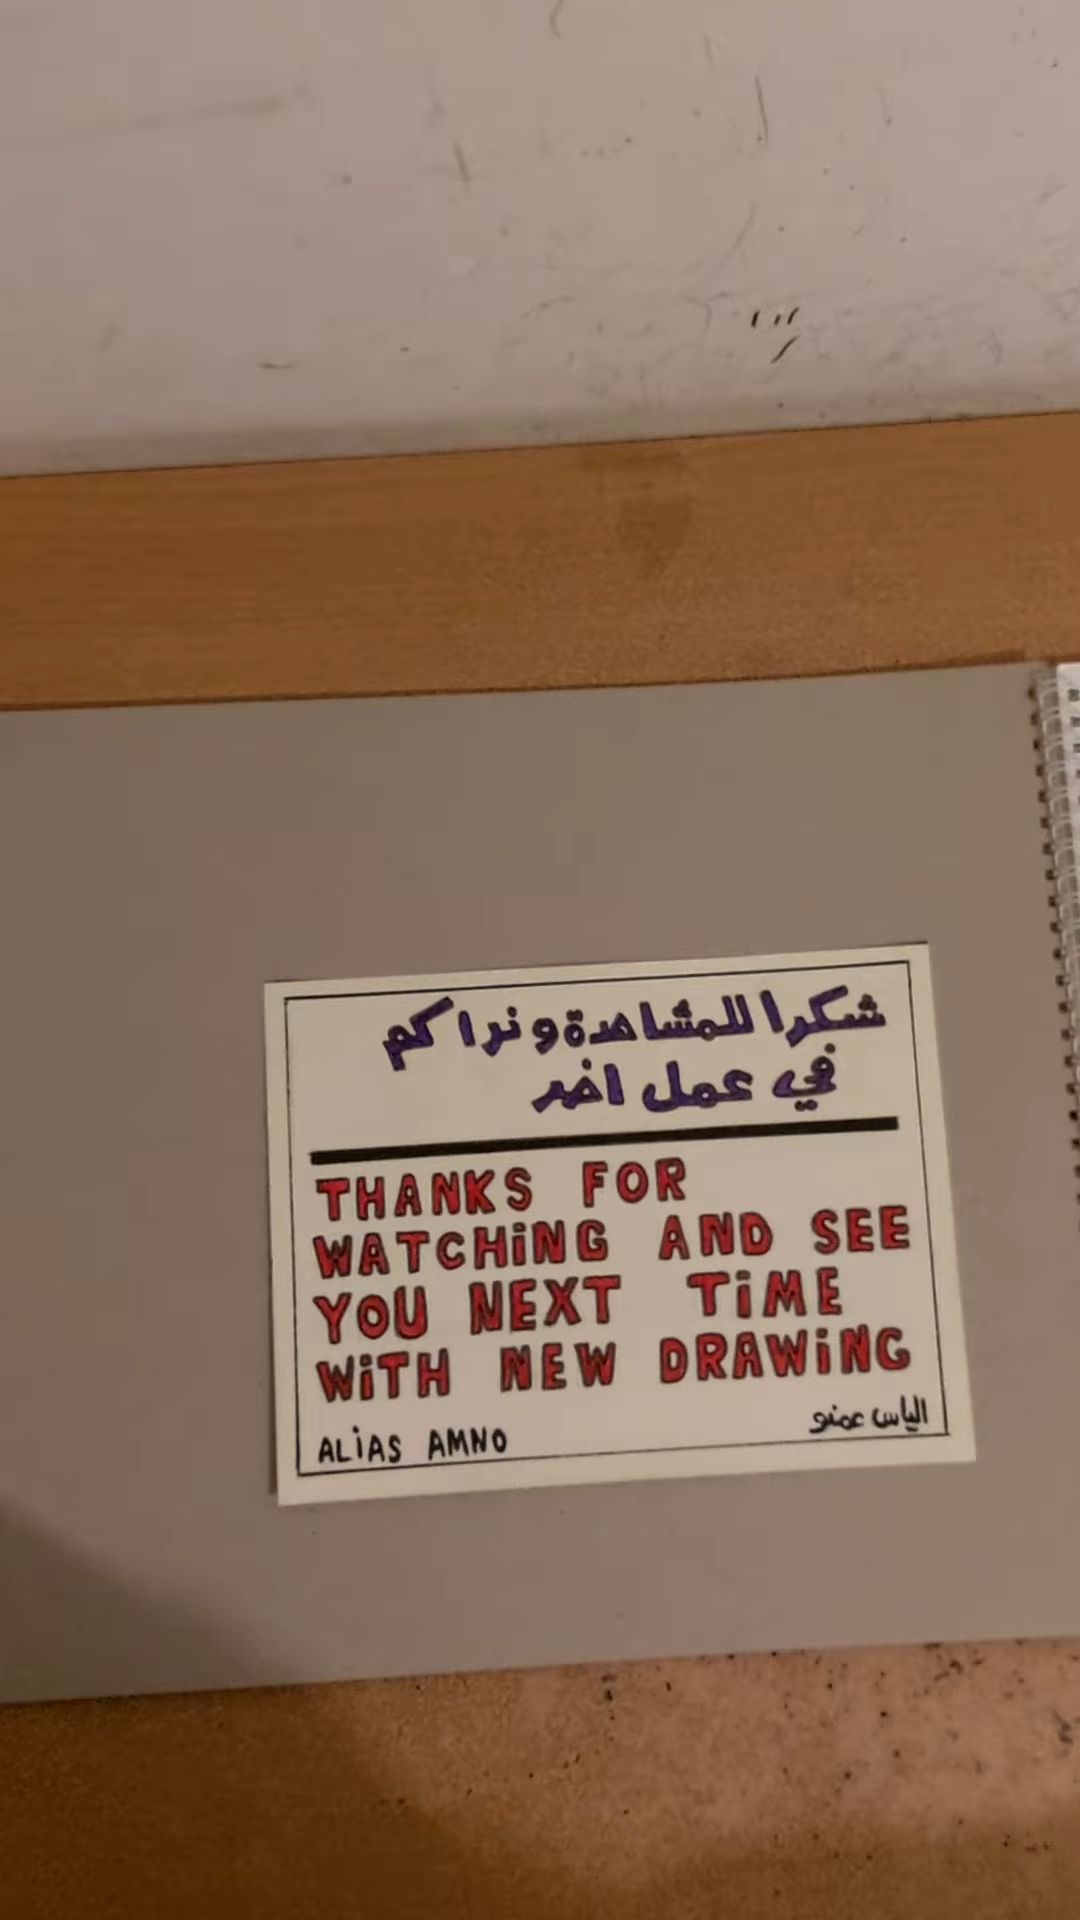 شكرا للمشاهدة ونراكم
في عمل اخر
THANKS FOR
WATCHiNG AND SEE
YOU NEXT TiME
WiTH NEW DRAWiNG
ALiAS AMNO
الياس عمنو